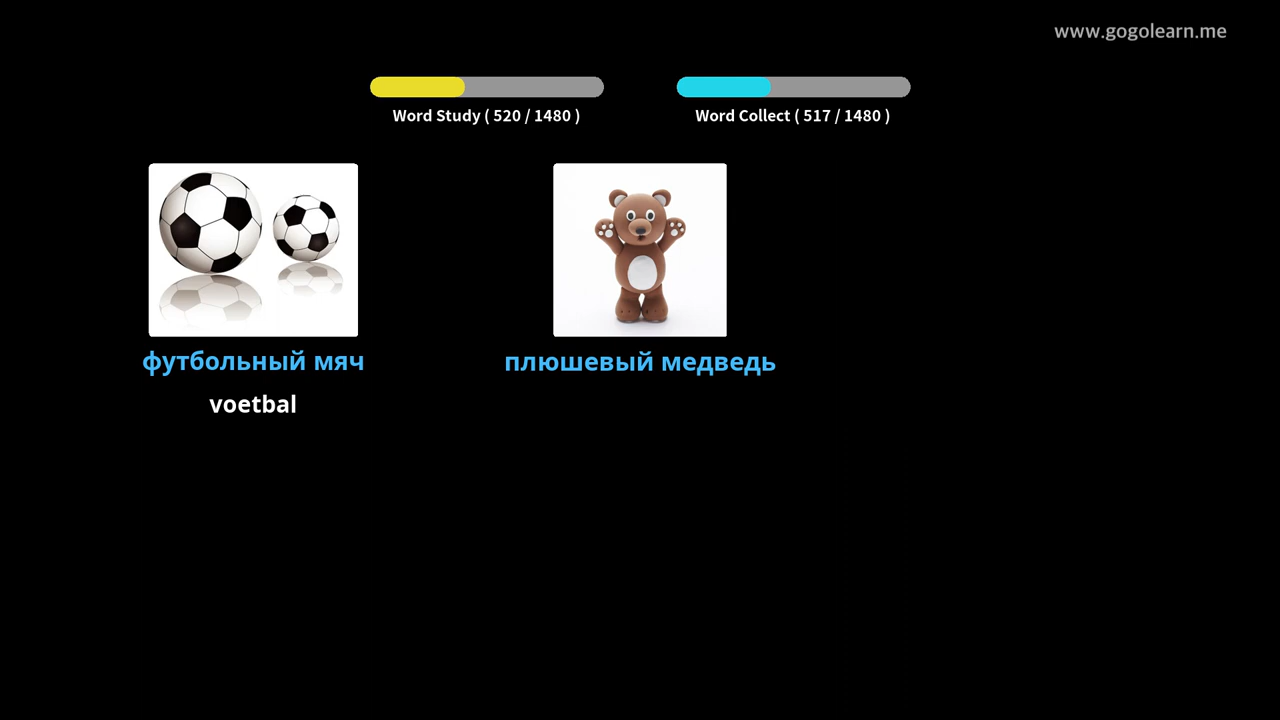 www.gogolearn.me
Word Study ( 520 / 1480 )
Word Collect ( 517 / 1480 )
футбольный мяч
плюшевый медведь
voetbal